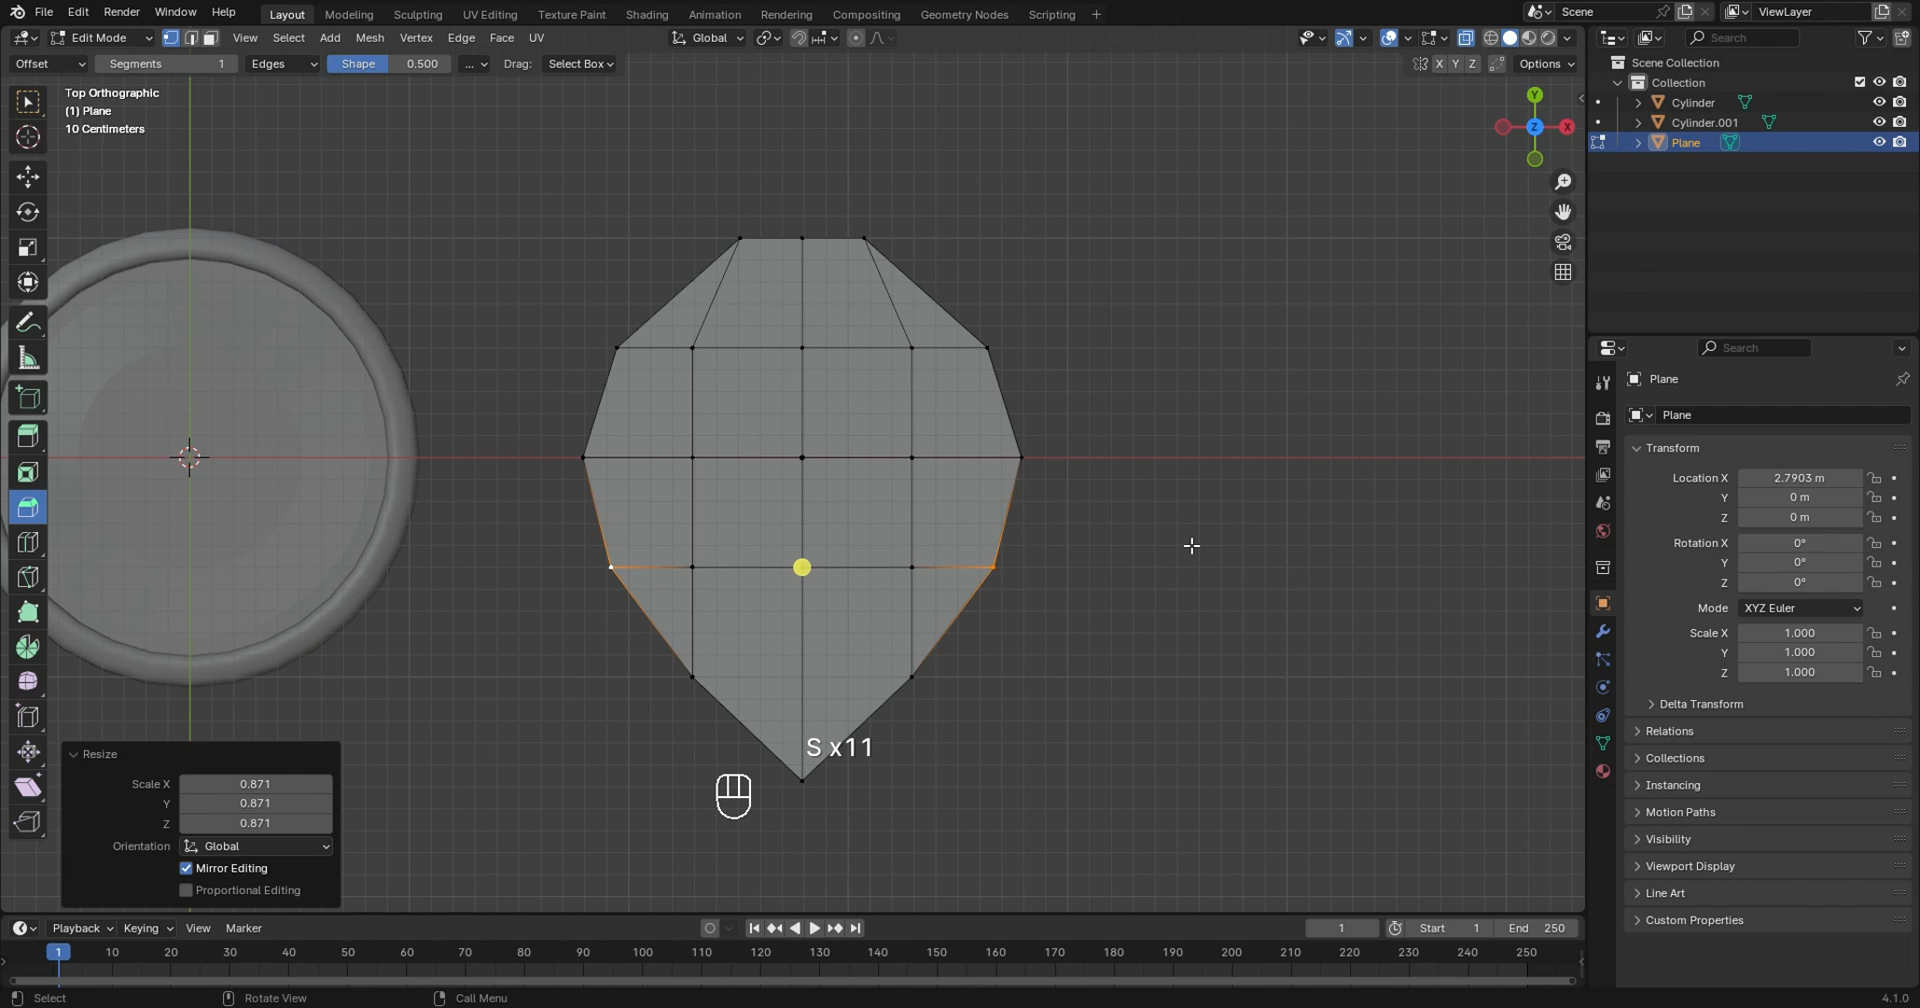 File Edit Render Window Help Layout Modeling Sculpting UV Editing Texture Paint Shading Animation Rendering Compositing Geometry Nodes Scripting + Scene ViewLayer
Edit Mode View Select Add Mesh Vertex Edge Face UV Global Search
Offset Segments 1 Edges Shape 0.500 ... Drag: Select Box X Y Z Options
Top Orthographic
(1) Plane
10 Centimeters
Y
Z
X
S x11
Resize
Scale X 0.871
Y 0.871
Z 0.871
Orientation Global
Mirror Editing
Proportional Editing
Scene Collection
Collection
Cylinder
Cylinder.001
Plane
Search
Plane
Plane
Transform
Location X 2.7903 m
Y 0 m
Z 0 m
Rotation X 0°
Y 0°
Z 0°
Mode XYZ Euler
Scale X 1.000
Y 1.000
Z 1.000
Delta Transform
Relations
Collections
Instancing
Motion Paths
Visibility
Viewport Display
Line Art
Custom Properties
Playback Keying View Marker 1 Start 1 End 250
1 10 20 30 40 50 60 70 80 90 100 110 120 130 140 150 160 170 180 190 200 210 220 230 240 250
Select Rotate View Call Menu 4.1.0